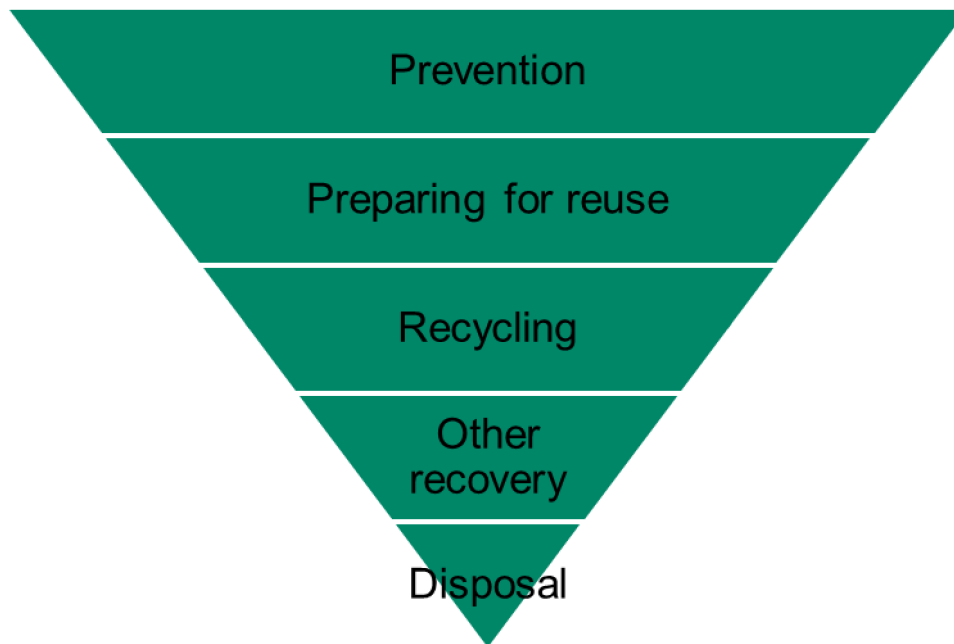 Prevention
Preparing for reuse
Recycling
Other
recovery
Disposal